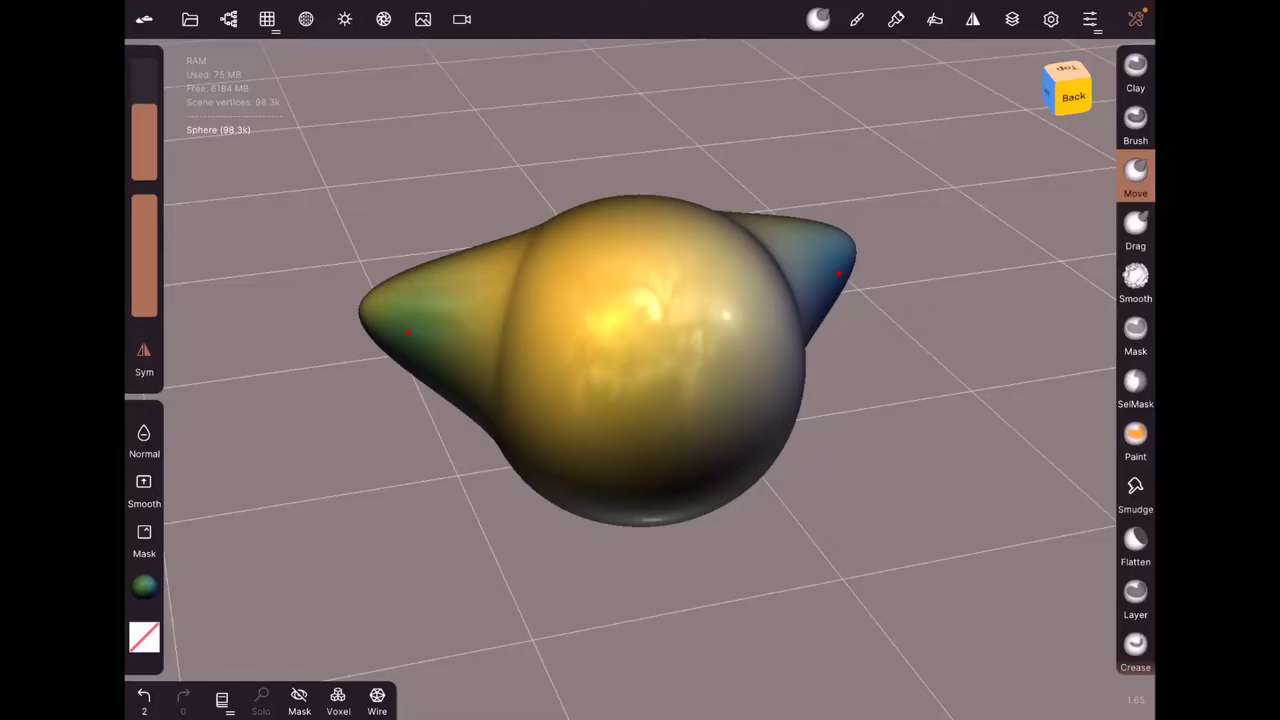 RAM
Used: 75 MB
Free: 6184 MB
Scene vertices: 98.3k
Sphere (98.3k)
Top
Back
Clay
Brush
Move
Drag
Smooth
Mask
SelMask
Paint
Smudge
Flatten
Layer
Crease
Sym
Normal
Smooth
Mask
2
0
Solo
Mask
Voxel
Wire
1.65